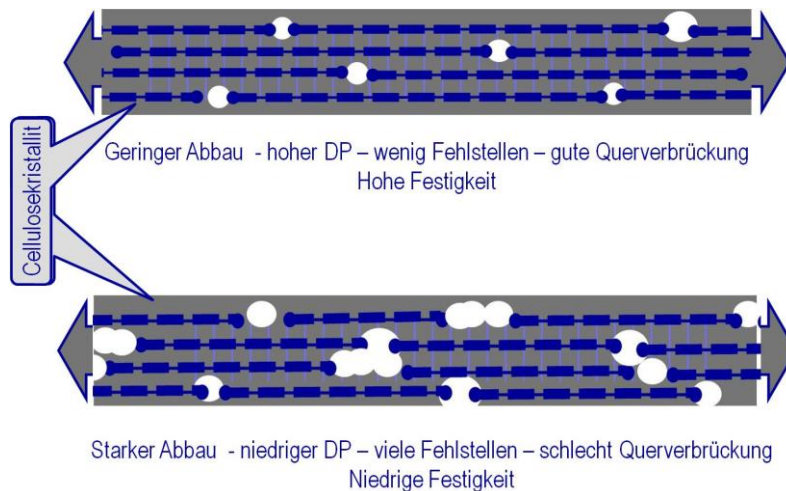 Cellulosekristallit
Geringer Abbau - hoher DP – wenig Fehlstellen – gute Querverbrückung
Hohe Festigkeit
Starker Abbau - niedriger DP – viele Fehlstellen – schlecht Querverbrückung
Niedrige Festigkeit